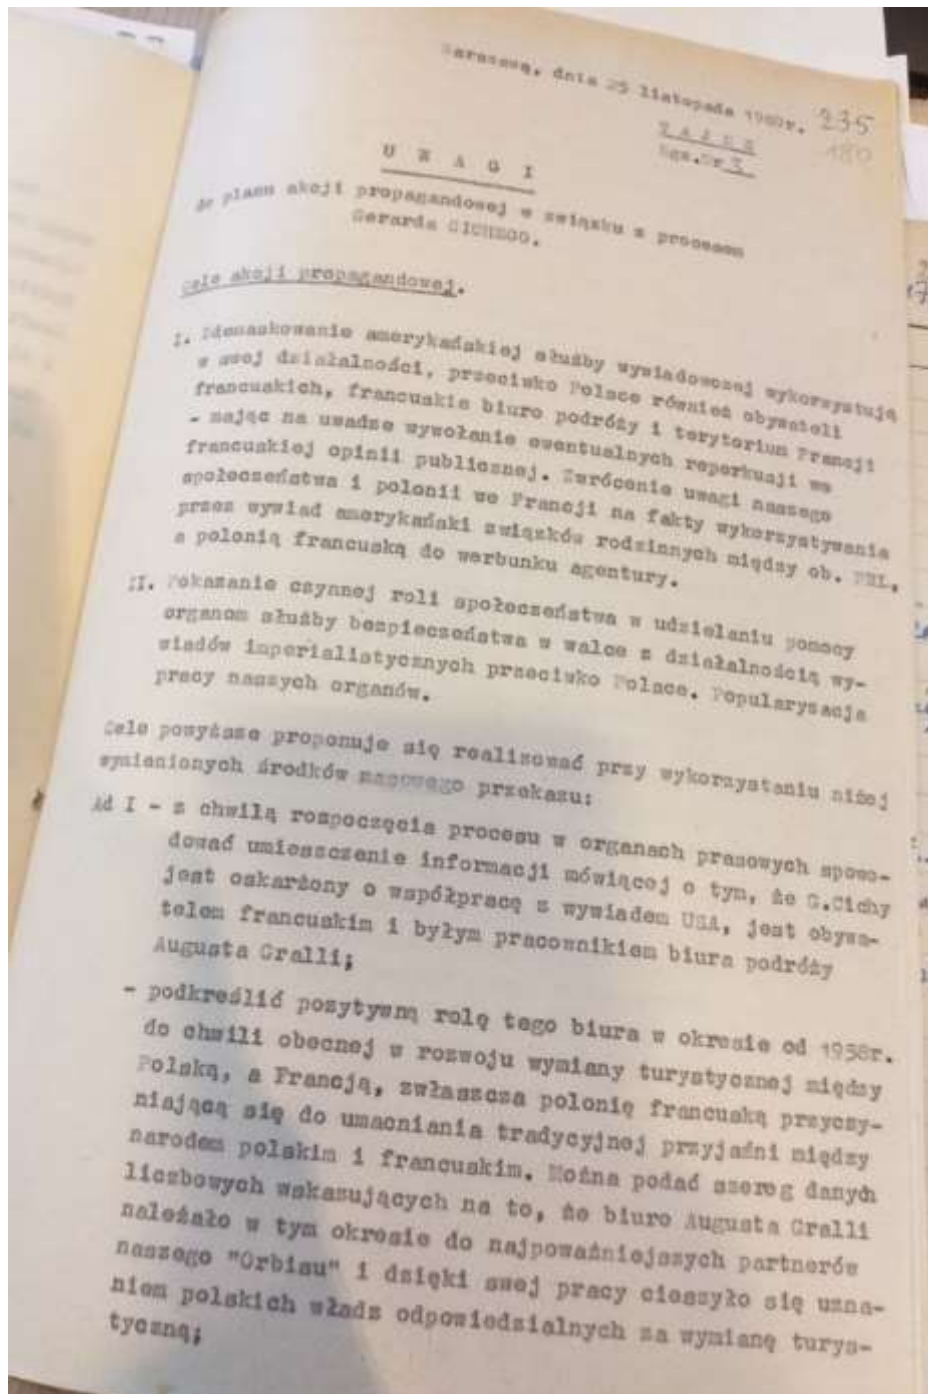 Warszawa, dnia 25 listopada 1980r.
235
180
TAJNE
Egz.Nr 3
U W A G I
do planu akcji propagandowej w związku z procesem
Gerarda CICHEGO.
Cele akcji propagandowej.
I. Zdemaskowanie amerykańskiej służby wywiadowczej wykorzystują
w swej działalności, przeciwko Polsce również obywateli
francuskich, francuskie biuro podróży i terytorium Francji
- mając na uwadze wywołanie ewentualnych reperkusji we
francuskiej opinii publicznej. Zwrócenie uwagi naszego
społeczeństwa i polonii we Francji na fakty wykorzystywania
przez wywiad amerykański związków rodzinnych między ob. PRL.
a polonią francuską do werbunku agentury.
II. Pokazanie czynnej roli społeczeństwa w udzielaniu pomocy
organom służby bezpieczeństwa w walce z działalnością wy-
wiadów imperialistycznych przeciwko Polsce. Popularyzacja
pracy naszych organów.
Cele powyższe proponuje się realizować przy wykorzystaniu niżej
wymienionych środków masowego przekazu:
Ad I - z chwilą rozpoczęcia procesu w organach prasowych spowo-
dować umieszczenie informacji mówiącej o tym, że G.Cichy
jest oskarżony o współpracę z wywiadem USA, jest obywa-
telem francuskim i byłym pracownikiem biura podróży
Augusta Gralli;
- podkreślić pozytywną rolę tego biura w okresie od 1958r.
do chwili obecnej w rozwoju wymiany turystycznej między
Polską, a Francją, zwłaszcza polonię francuską przyczy-
niającą się do umacniania tradycyjnej przyjaźni między
narodem polskim i francuskim. Można podać szereg danych
liczbowych wskazujących na to, że biuro Augusta Gralli
należało w tym okresie do najpoważniejszych partnerów
naszego "Orbisu" i dzięki swej pracy cieszyło się uzna-
niem polskich władz odpowiedzialnych za wymianę turys-
tyczną;